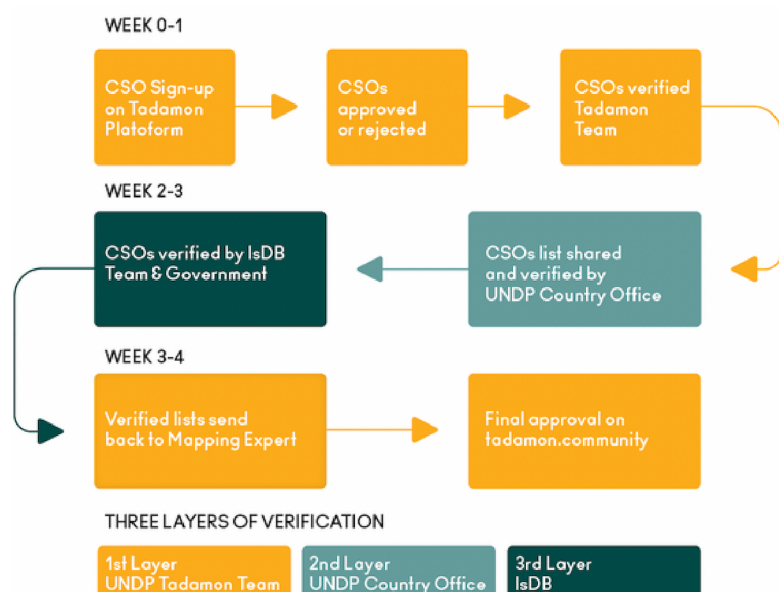 WEEK 0-1
CSO Sign-up
on Tadamon
Platoform
CSOs
approved
or rejected
CSOs verified
Tadamon
Team
WEEK 2-3
CSOs verified by IsDB
Team & Government
CSOs list shared
and verified by
UNDP Country Office
WEEK 3-4
Verified lists send
back to Mapping Expert
Final approval on
tadamon.community
THREE LAYERS OF VERIFICATION
1st Layer
UNDP Tadamon Team
2nd Layer
UNDP Country Office
3rd Layer
IsDB